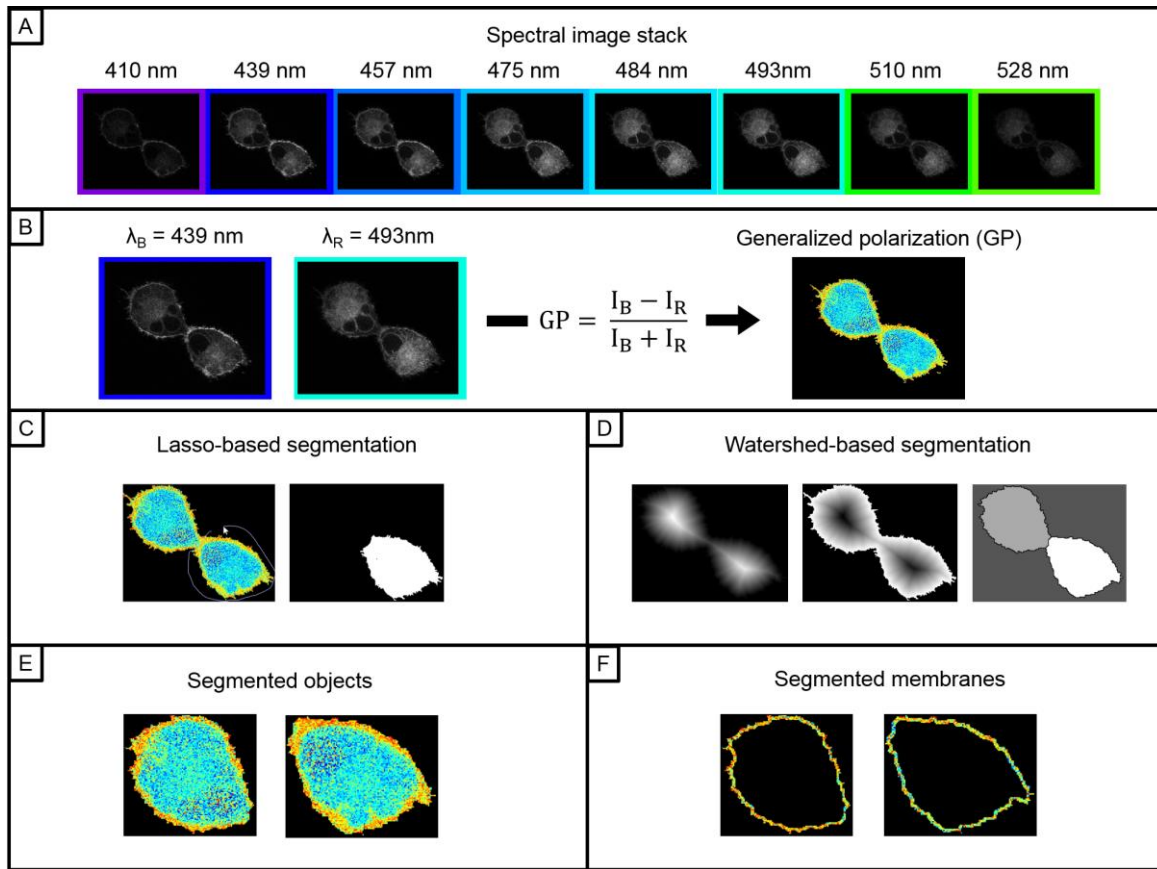 A
Spectral image stack
410 nm 439 nm 457 nm 475 nm 484 nm 493nm 510 nm 528 nm
B
λB = 439 nm λR = 493nm
Generalized polarization (GP)
GP = (IB − IR) / (IB + IR)
C
Lasso-based segmentation
D
Watershed-based segmentation
E
Segmented objects
F
Segmented membranes